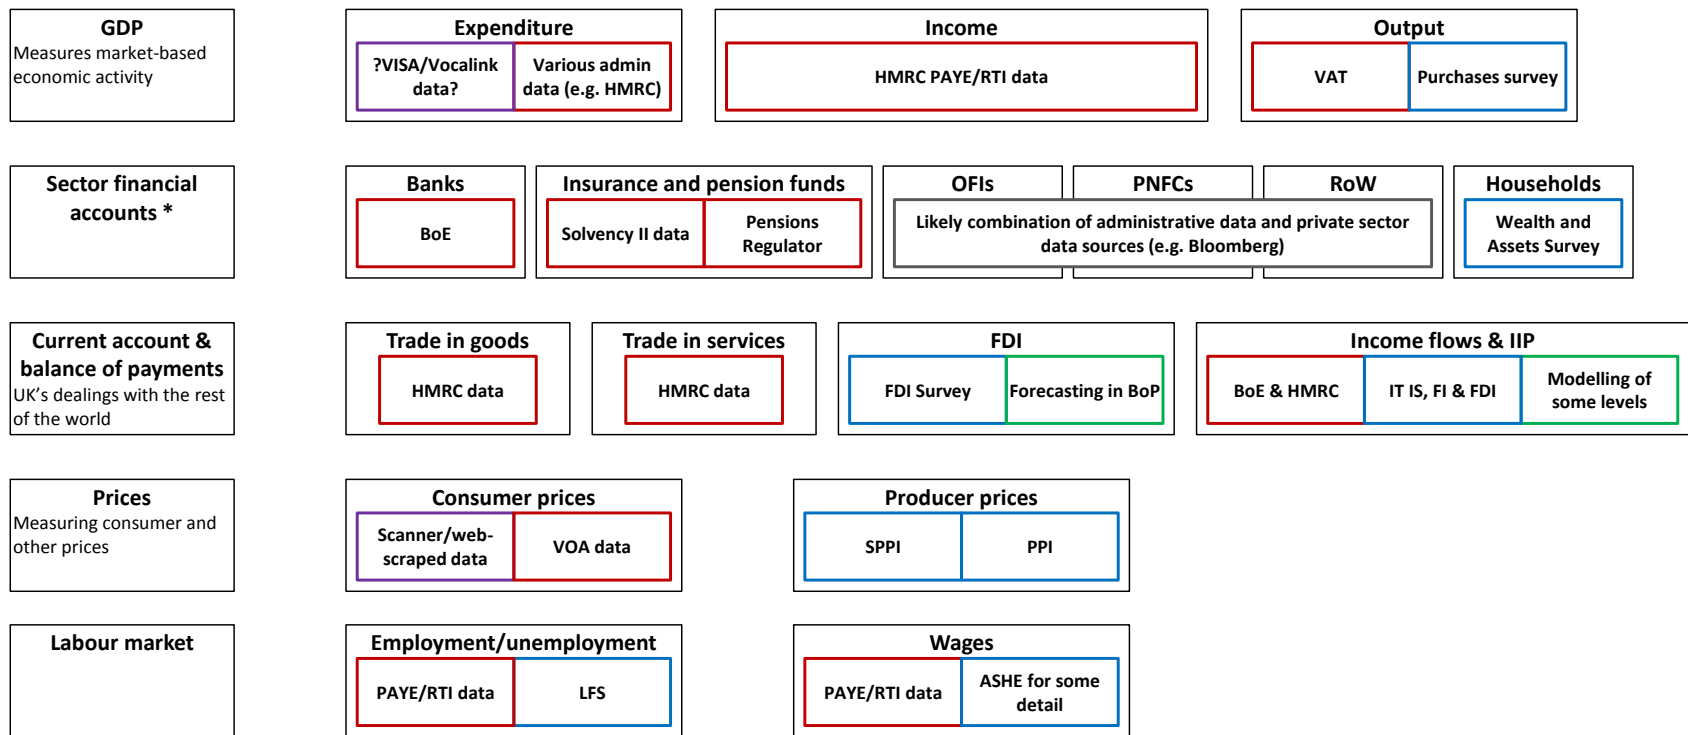 GDP
Measures market-based
economic activity
Expenditure
?VISA/Vocalink
data?
Various admin
data (e.g. HMRC)
Income
HMRC PAYE/RTI data
Output
VAT
Purchases survey
Sector financial
accounts *
Banks
BoE
Insurance and pension funds
Solvency II data
Pensions
Regulator
OFIs
PNFCs
RoW
Likely combination of administrative data and private sector
data sources (e.g. Bloomberg)
Households
Wealth and
Assets Survey
Current account &
balance of payments
UK's dealings with the rest
of the world
Trade in goods
HMRC data
Trade in services
HMRC data
FDI
FDI Survey
Forecasting in BoP
Income flows & IIP
BoE & HMRC
IT IS, FI & FDI
Modelling of
some levels
Prices
Measuring consumer and
other prices
Consumer prices
Scanner/web-
scraped data
VOA data
Producer prices
SPPI
PPI
Labour market
Employment/unemployment
PAYE/RTI data
LFS
Wages
PAYE/RTI data
ASHE for some
detail